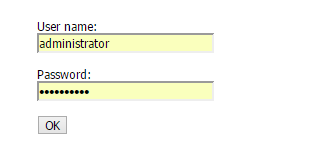 User name:
administrator
Password:
••••••••••
OK